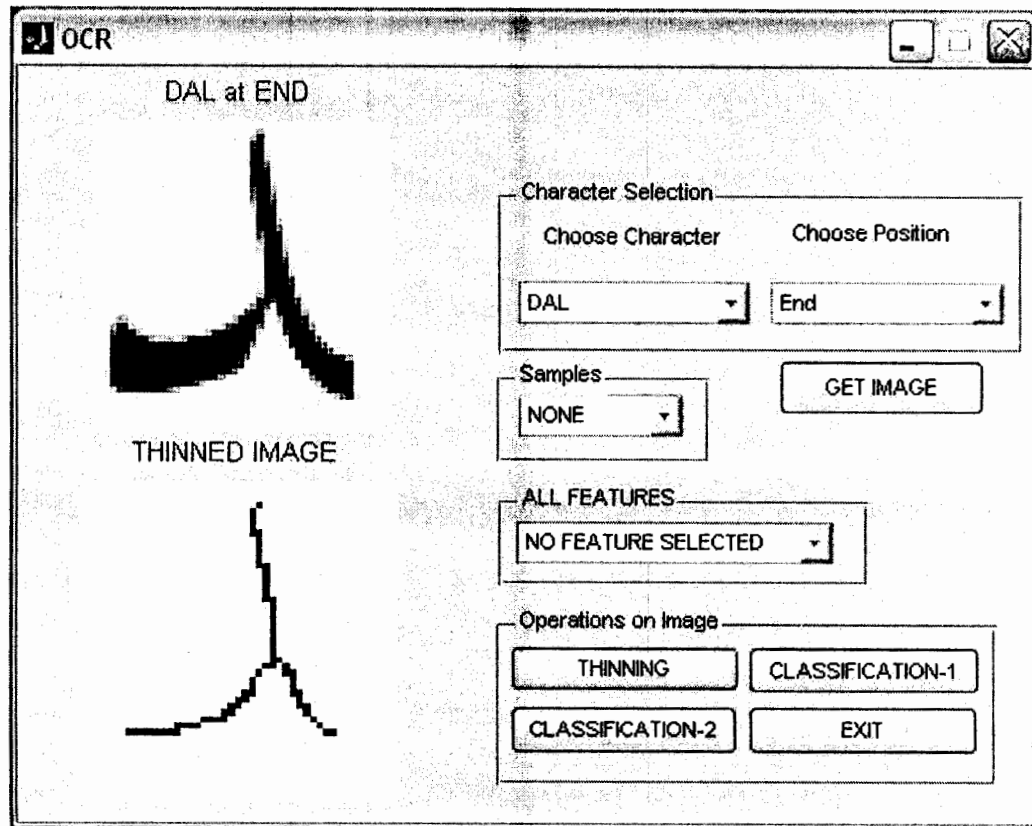 OCR
DAL at END
Character Selection
Choose Character Choose Position
DAL End
Samples
NONE
GET IMAGE
THINNED IMAGE
ALL FEATURES
NO FEATURE SELECTED
Operations on Image
THINNING CLASSIFICATION-1
CLASSIFICATION-2 EXIT